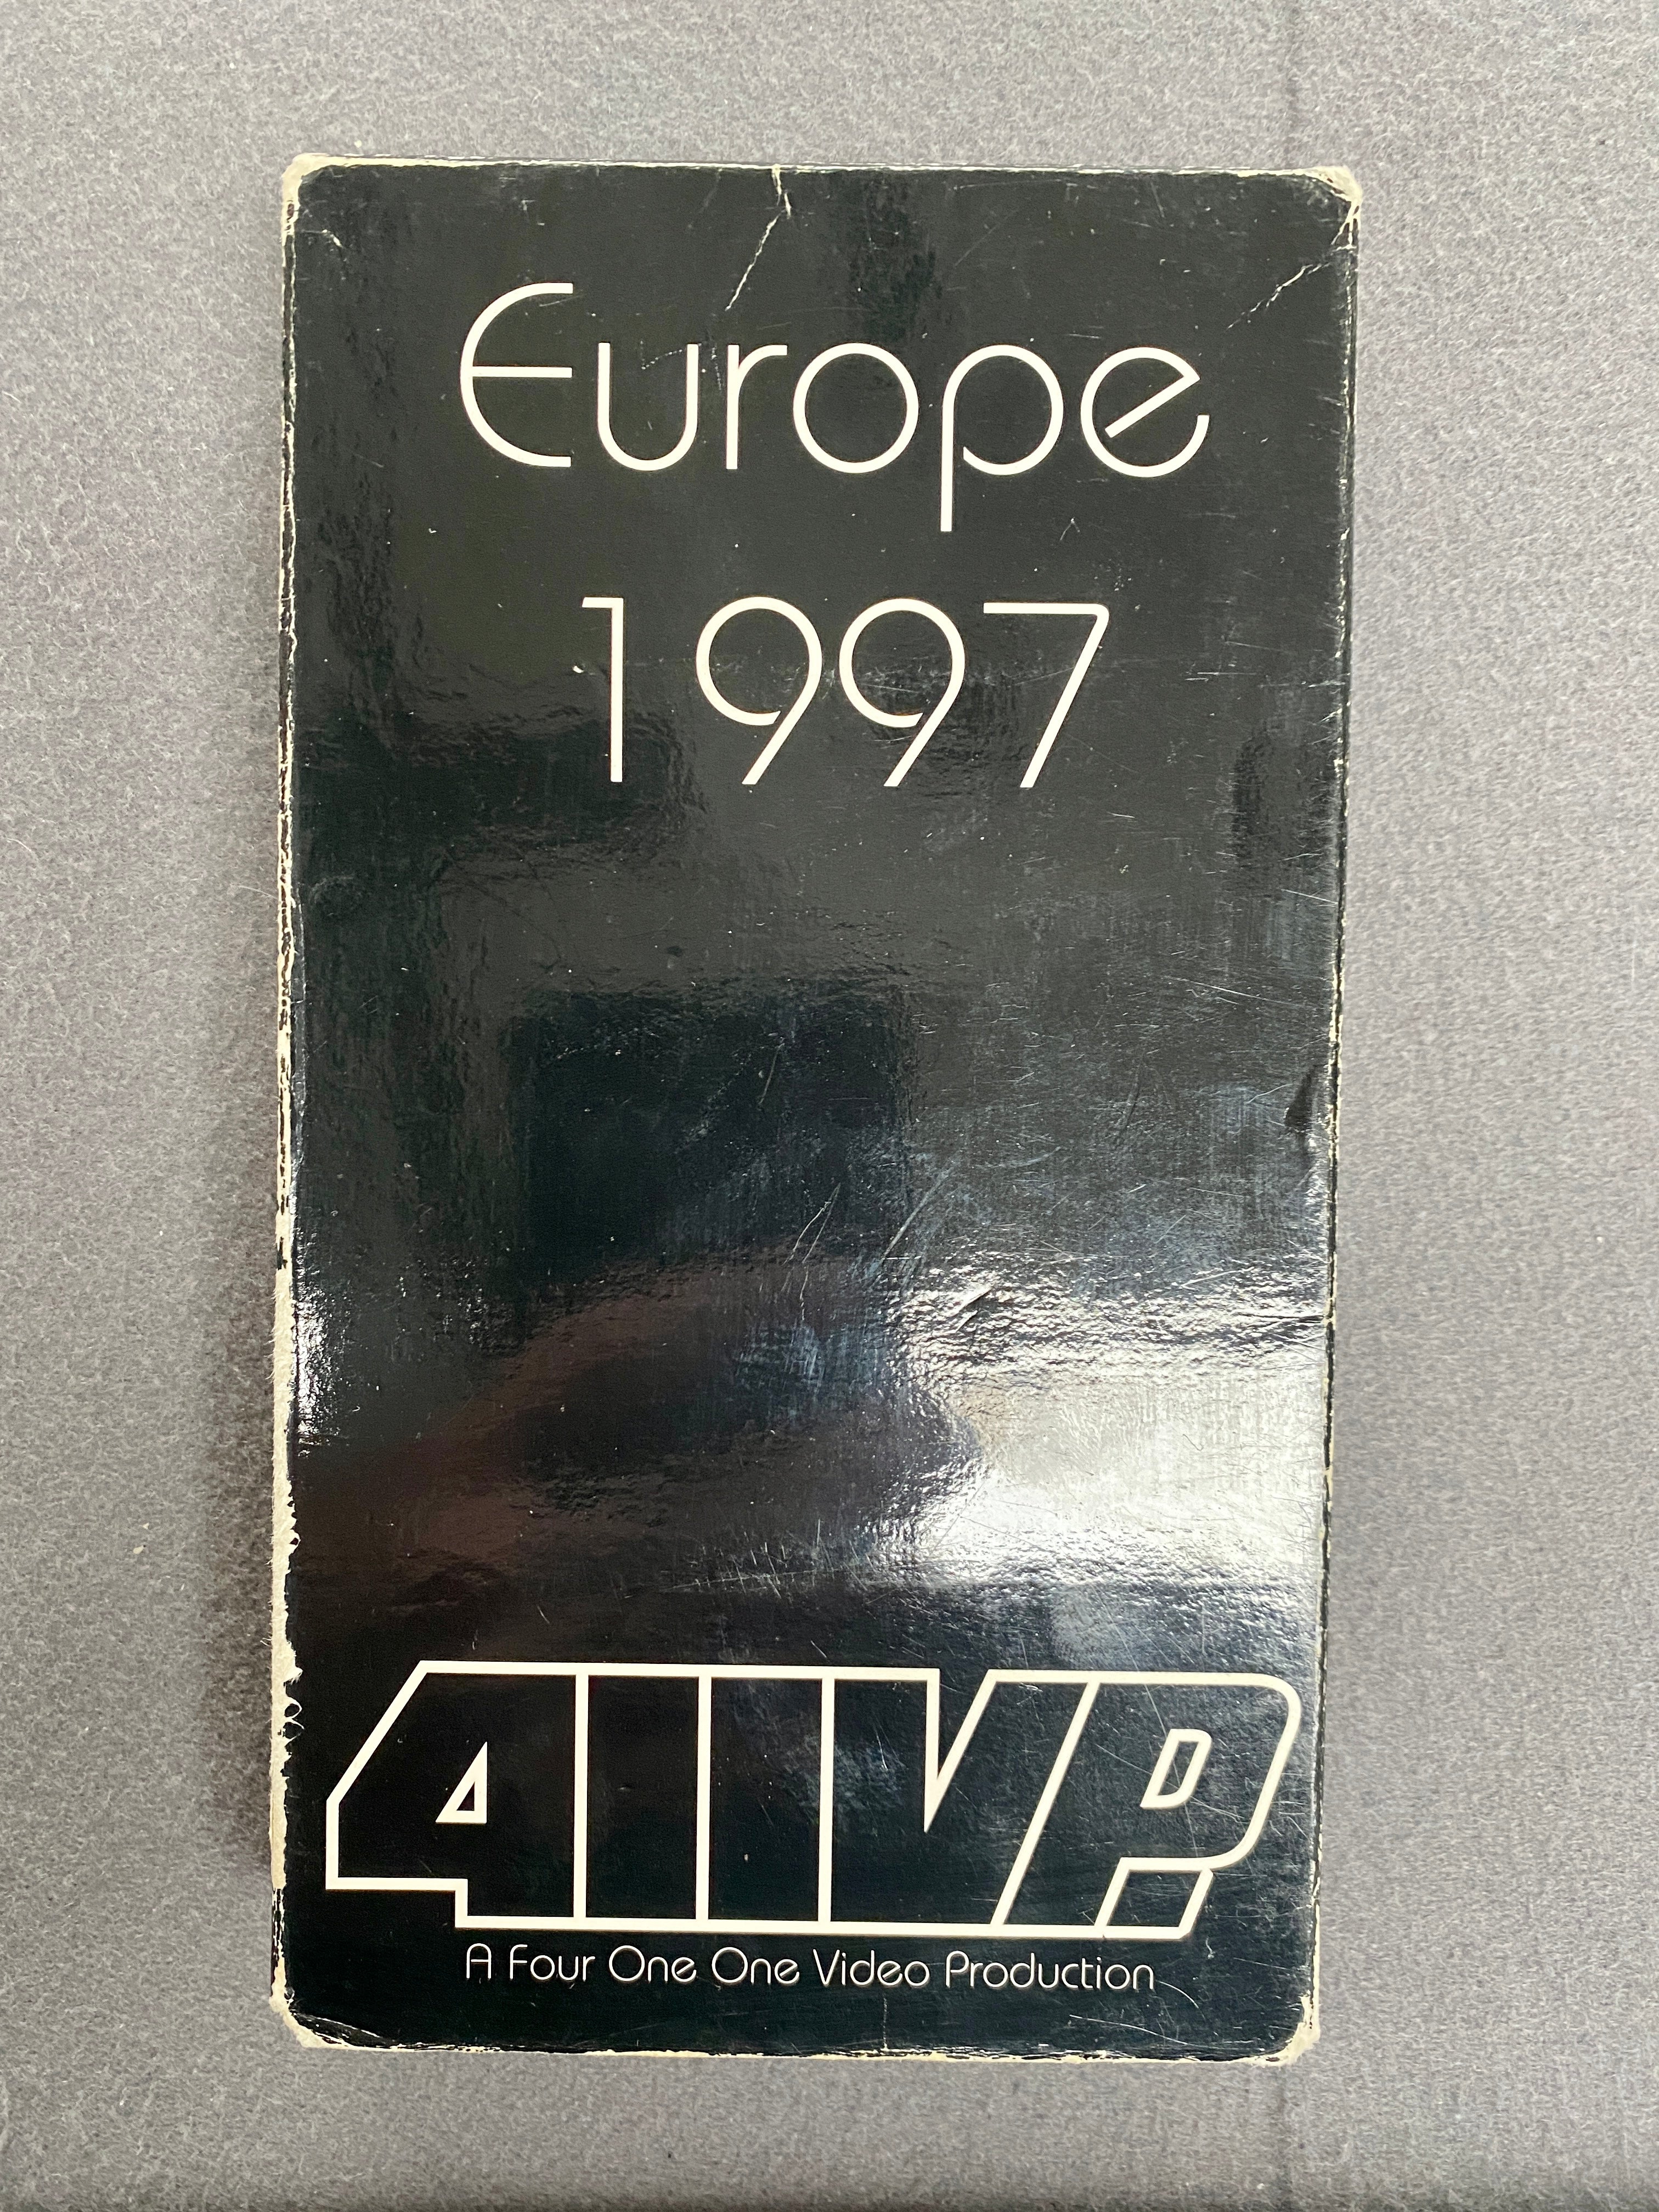 Europe
1997
411VP.
A Four One One Video Production